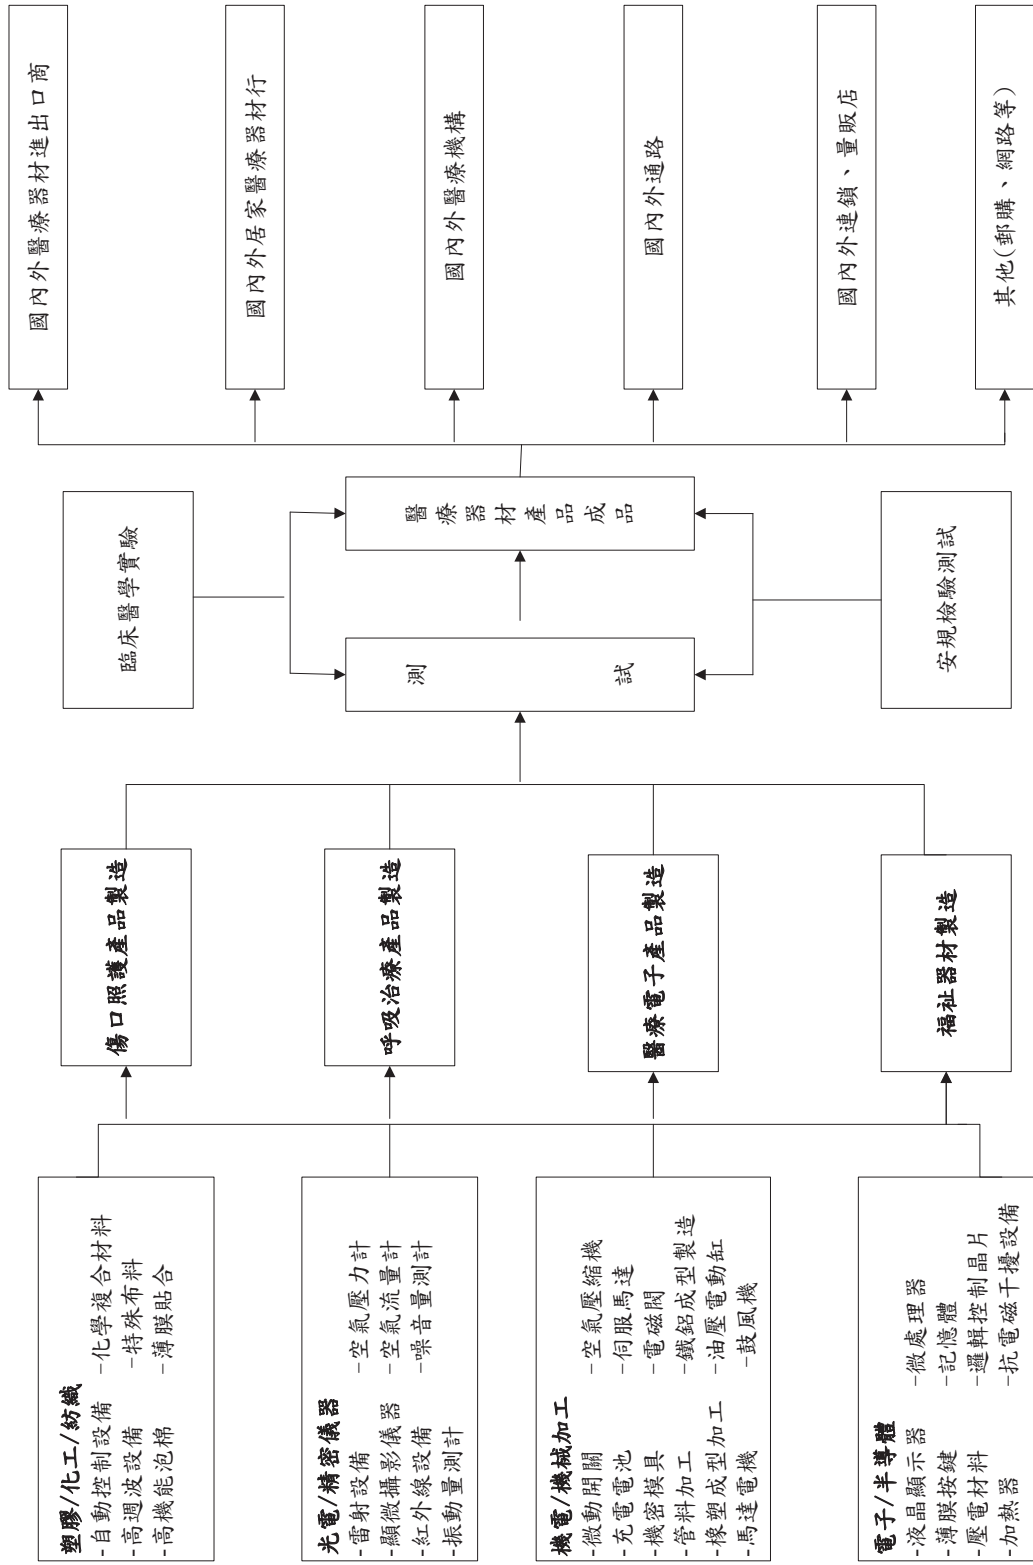 塑膠/化工/紡織
-自動控制設備 -化學複合材料
-高週波設備 -特殊布料
-高機能泡棉 -薄膜貼合
光電/精密儀器
-雷射設備 -空氣壓力計
-顯微攝影儀器 -空氣流量計
-紅外線設備 -噪音量測計
-振動量測計
機電/機械加工
-微動開關 -空氣壓縮機
-充電電池 -伺服馬達
-機密模具 -電磁閥
-管料加工 -鐵鋁成型製造
-橡塑成型加工 -油壓電動缸
-馬達電機 -鼓風機
電子/半導體
-液晶顯示器 -微處理器
-薄膜按鍵 -記憶體
-壓電材料 -邏輯控制晶片
-加熱器 -抗電磁干擾設備
傷口照護產品製造
呼吸治療產品製造
醫療電子產品製造
福祉器材製造
臨床醫學實驗
測試
安規檢驗測試
醫療器材產品成品
國內外醫療器材進出口商
國內外居家醫療器材行
國內外醫療機構
國內外通路
國內外連鎖、量販店
其他(郵購、網路等)